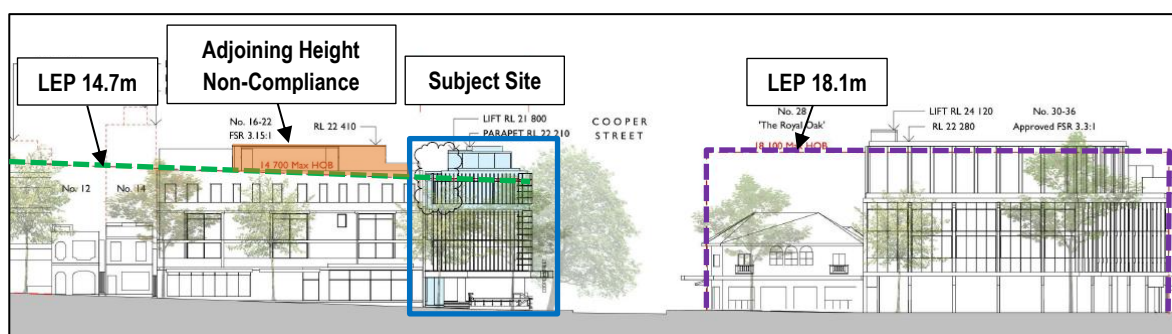 LEP 14.7m
Adjoining Height
Non-Compliance
Subject Site
LEP 18.1m
No. 16-22
FSR 3.15:1
RL 22 410
14 700 Max HOB
LIFT RL 21 800
PARAPET RL 22 210
COOPER
STREET
No. 28
'The Royal Oak'
18 100 Max HOB
LIFT RL 24 120
RL 22 280
No. 30-36
Approved FSR 3.3:1
No. 12
No. 14